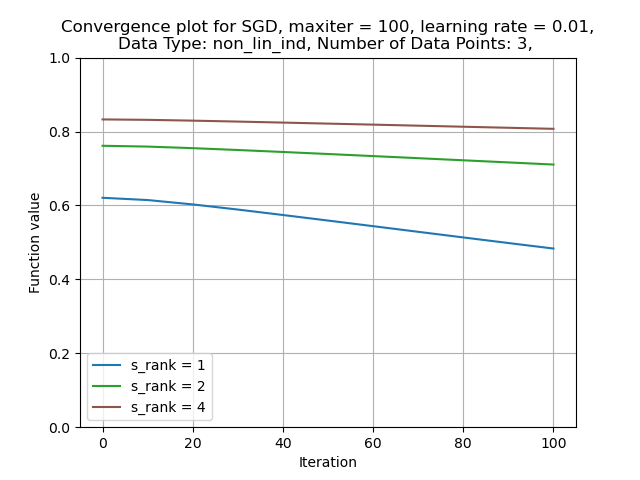 Convergence plot for SGD, maxiter = 100, learning rate = 0.01,
Data Type: non_lin_ind, Number of Data Points: 3,
1.0
0.8
0.6
0.4
0.2
0.0
Function value
s_rank = 1
s_rank = 2
s_rank = 4
0 20 40 60 80 100
Iteration